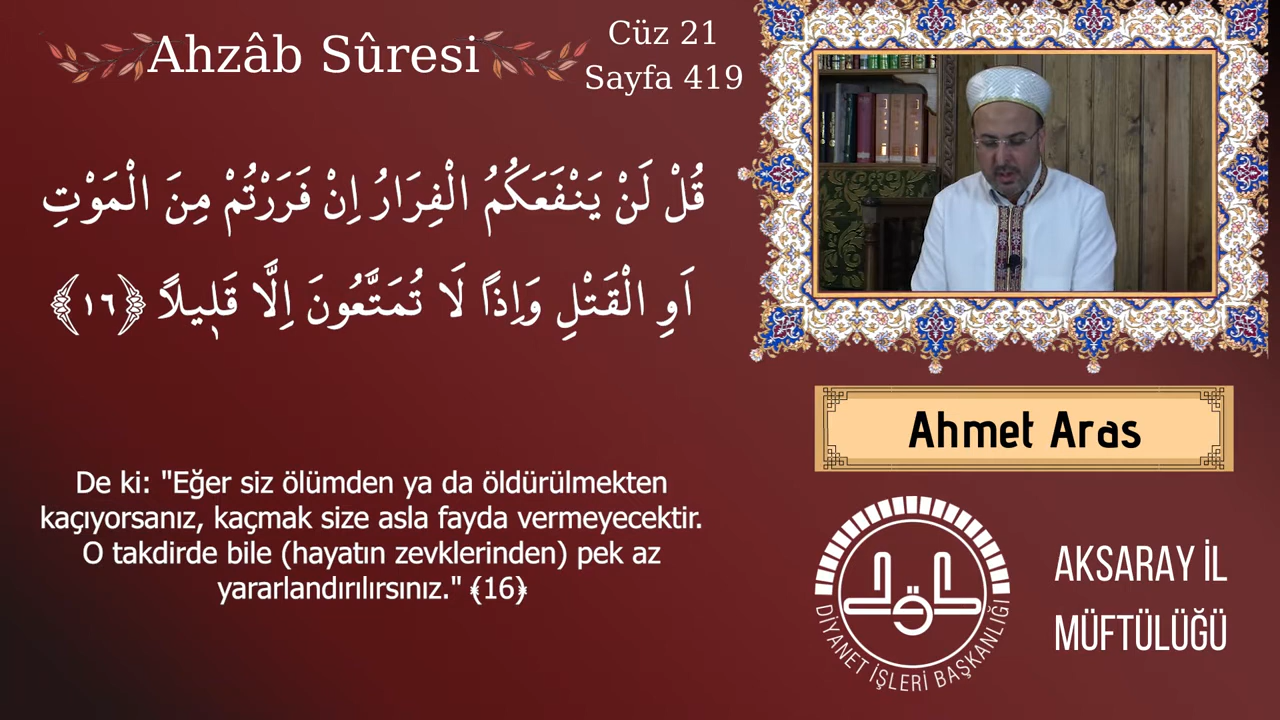 Ahzâb Sûresi
Cüz 21
Sayfa 419
قُلْ لَنْ يَنْفَعَكُمُ الْفِرَارُ اِنْ فَرَرْتُمْ مِنَ الْمَوْتِ
اَوِ الْقَتْلِ وَاِذاً لَا تُمَتَّعُونَ اِلَّا قَل۪يلاً ﴿١٦﴾
De ki: "Eğer siz ölümden ya da öldürülmekten
kaçıyorsanız, kaçmak size asla fayda vermeyecektir.
O takdirde bile (hayatın zevklerinden) pek az
yararlandırılırsınız." ﴾16﴿
Ahmet Aras
DİYANET İŞLERİ BAŞKANLIĞI
AKSARAY İL
MÜFTÜLÜĞÜ